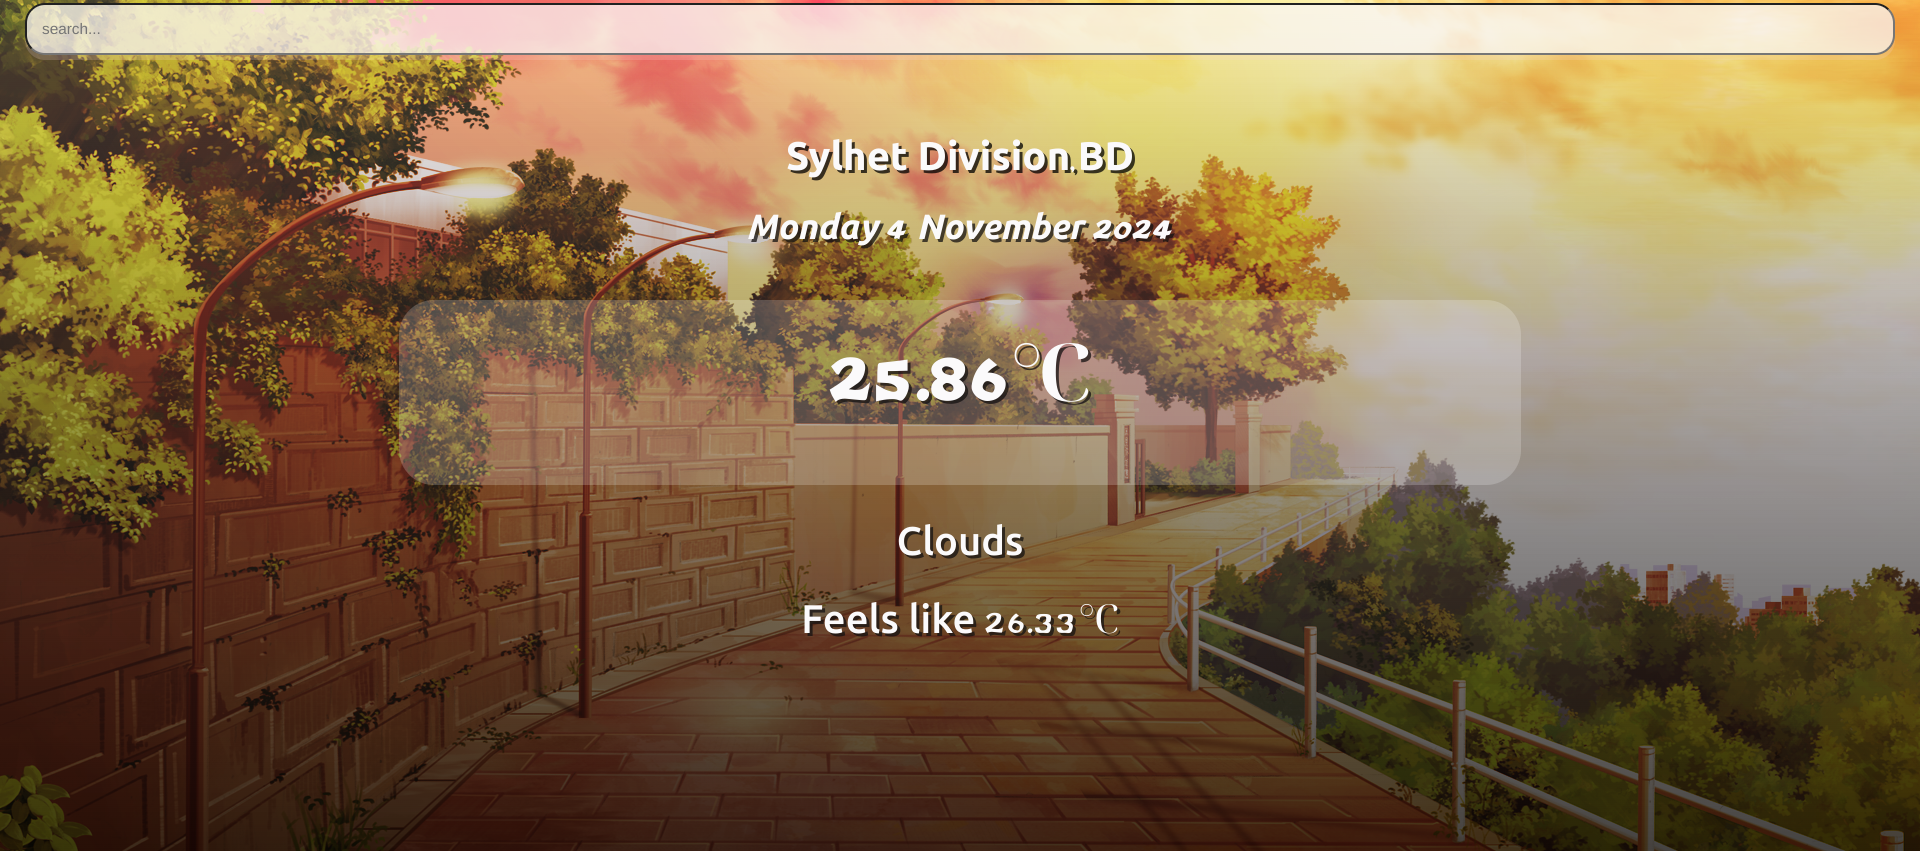 search...
Sylhet Division,BD
Monday 4 November 2024
25.86°C
Clouds
Feels like 26.33°C